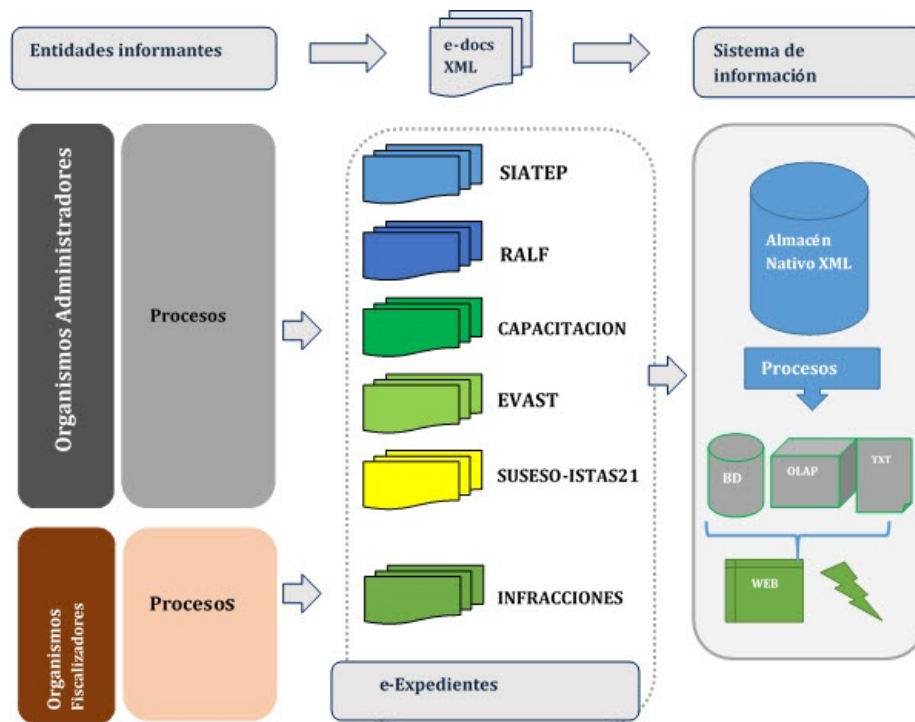 Entidades informantes
e-docs
XML
Sistema de
información
Organismos Administradores
Procesos
SIATEP
RALF
CAPACITACION
EVAST
SUSESO-ISTAS21
Almacén
Nativo XML
Procesos
BD
OLAP
TXT
WEB
Organismos
Fiscalizadores
Procesos
INFRACCIONES
e-Expedientes